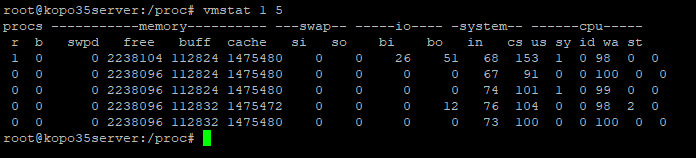 root@kopo35server:/proc# vmstat 1 5
procs -----------memory---------- ---swap-- -----io---- -system-- ------cpu-----
 r  b   swpd   free   buff  cache   si   so    bi    bo   in   cs us sy id wa st
 1  0      0 2238104 112824 1475480    0    0    26    51   68  153  1  0 98  0  0
 0  0      0 2238096 112824 1475480    0    0     0     0   67   91  0  0 100  0  0
 0  0      0 2238096 112824 1475480    0    0     0     0   74  101  1  0 99  0  0
 0  0      0 2238096 112832 1475472    0    0     0    12   76  104  0  0 98  2  0
 0  0      0 2238096 112832 1475480    0    0     0     0   73  100  0  0 100  0  0
root@kopo35server:/proc#